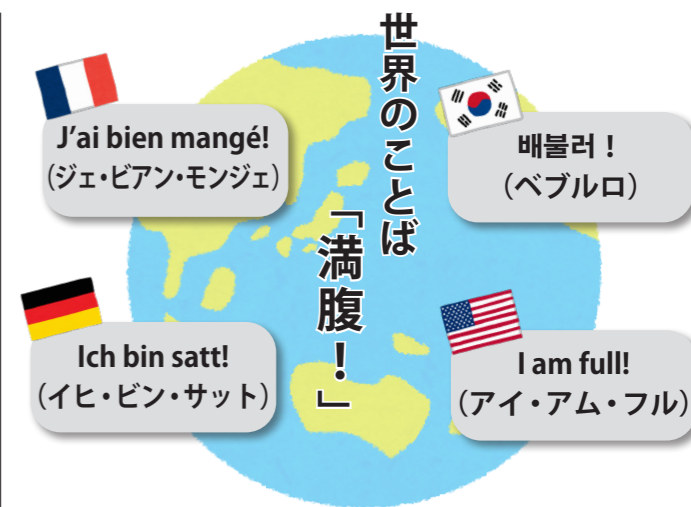 世界のことば
「満腹！」
J’ai bien mangé!
（ジェ・ビアン・モンジェ）
배불러！
（ベブルロ）
Ich bin satt!
（イヒ・ビン・サット）
I am full!
（アイ・アム・フル）